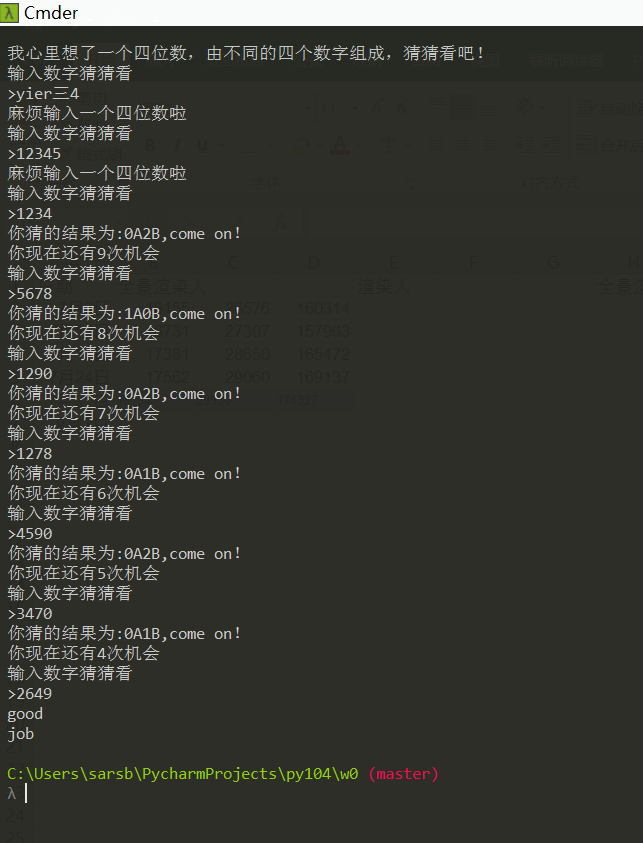 Cmder
我心里想了一个四位数，由不同的四个数字组成，猜猜看吧！
输入数字猜猜看
>yier三4
麻烦输入一个四位数啦
输入数字猜猜看
>12345
麻烦输入一个四位数啦
输入数字猜猜看
>1234
你猜的结果为:0A2B,come on！
你现在还有9次机会
输入数字猜猜看
>5678
你猜的结果为:1A0B,come on！
你现在还有8次机会
输入数字猜猜看
>1290
你猜的结果为:0A2B,come on！
你现在还有7次机会
输入数字猜猜看
>1278
你猜的结果为:0A1B,come on！
你现在还有6次机会
输入数字猜猜看
>4590
你猜的结果为:0A2B,come on！
你现在还有5次机会
输入数字猜猜看
>3470
你猜的结果为:0A1B,come on！
你现在还有4次机会
输入数字猜猜看
>2649
good
job
C:\Users\sarsb\PycharmProjects\py104\w0 (master)
λ